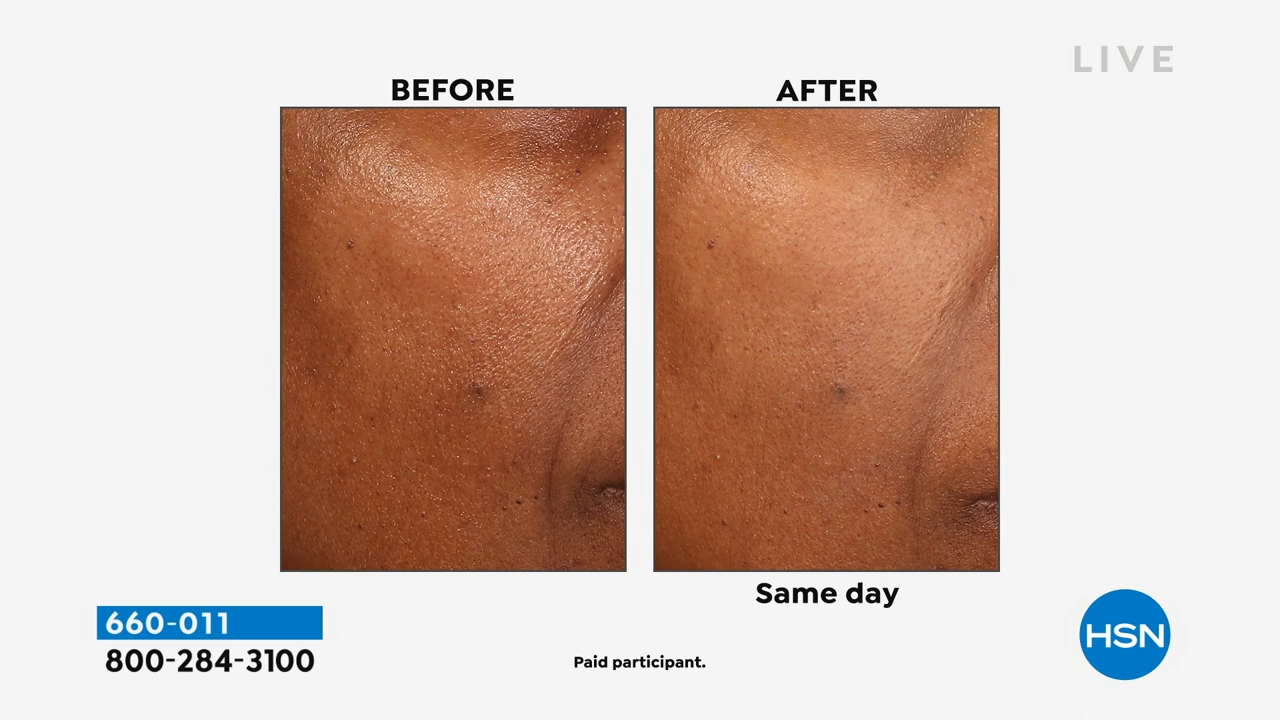 LIVE
BEFORE
AFTER
Same day
660-011
800-284-3100
Paid participant.
HSN